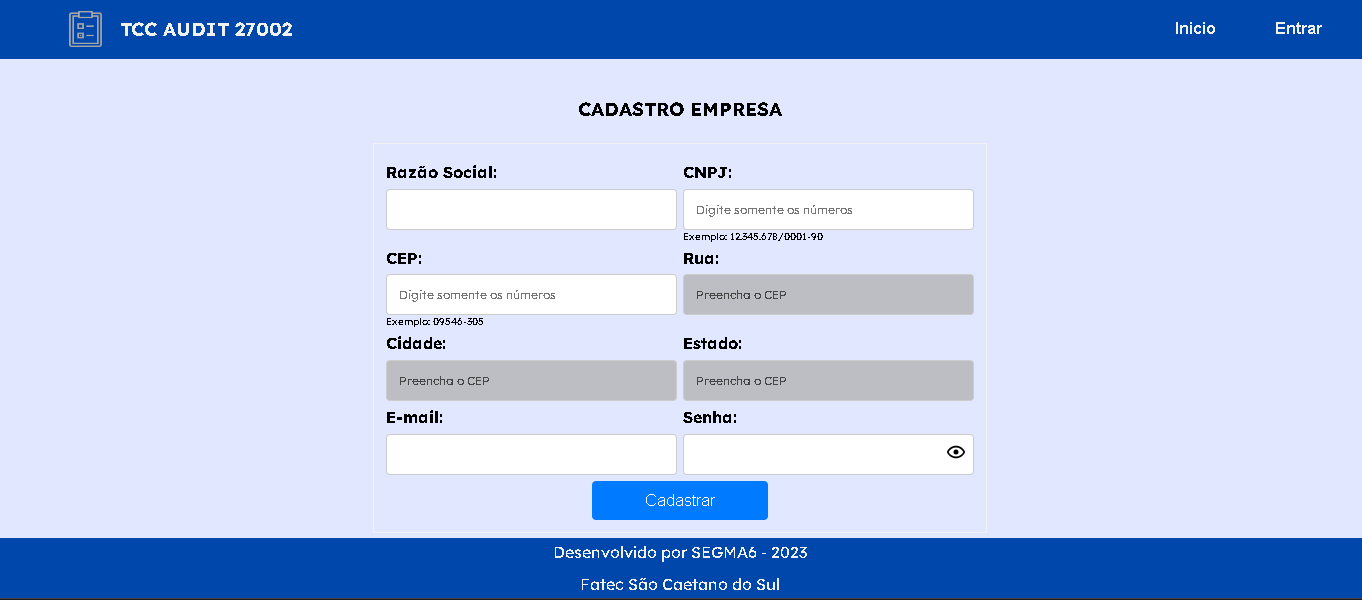 TCC AUDIT 27002
Inicio
Entrar
CADASTRO EMPRESA
Razão Social:
CNPJ:
Digite somente os números
Exemplo: 12.345.678/0001-90
CEP:
Rua:
Digite somente os números
Preencha o CEP
Exemplo: 09546-305
Cidade:
Estado:
Preencha o CEP
Preencha o CEP
E-mail:
Senha:
Cadastrar
Desenvolvido por SEGMA6 - 2023
Fatec São Caetano do Sul